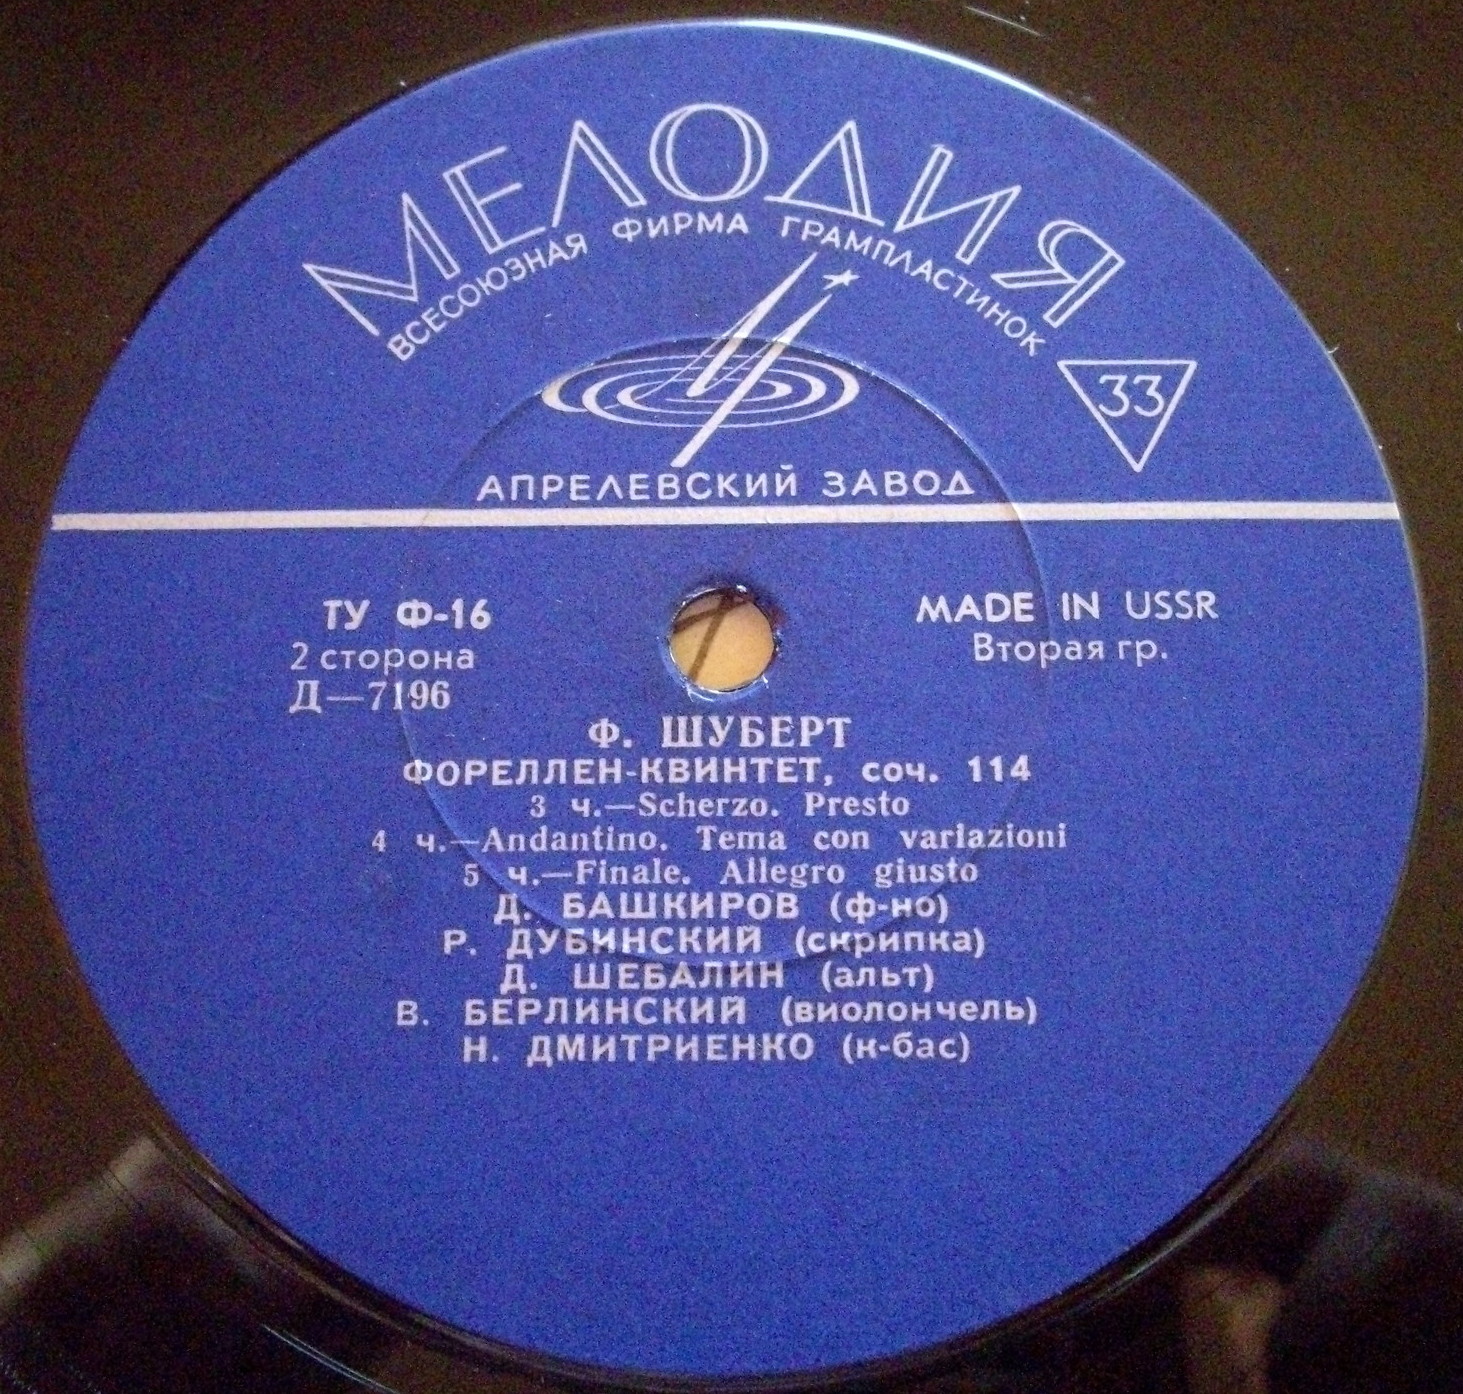 МЕЛОДИЯ
ВСЕСОЮЗНАЯ ФИРМА ГРАМПЛАСТИНОК
33
АПРЕЛЕВСКИЙ ЗАВОД
ТУ Ф-16
MADE IN USSR
2 сторона
Вторая гр.
Д—7196
Ф. ШУБЕРТ
ФОРЕЛЛЕН-КВИНТЕТ, соч. 114
3 ч.—Scherzo. Presto
4 ч.—Andantino. Tema con variazioni
5 ч.—Finale. Allegro giusto
Д. БАШКИРОВ (ф-но)
Р. ДУБИНСКИЙ (скрипка)
Д. ШЕБАЛИН (альт)
В. БЕРЛИНСКИЙ (виолончель)
Н. ДМИТРИЕНКО (к-бас)